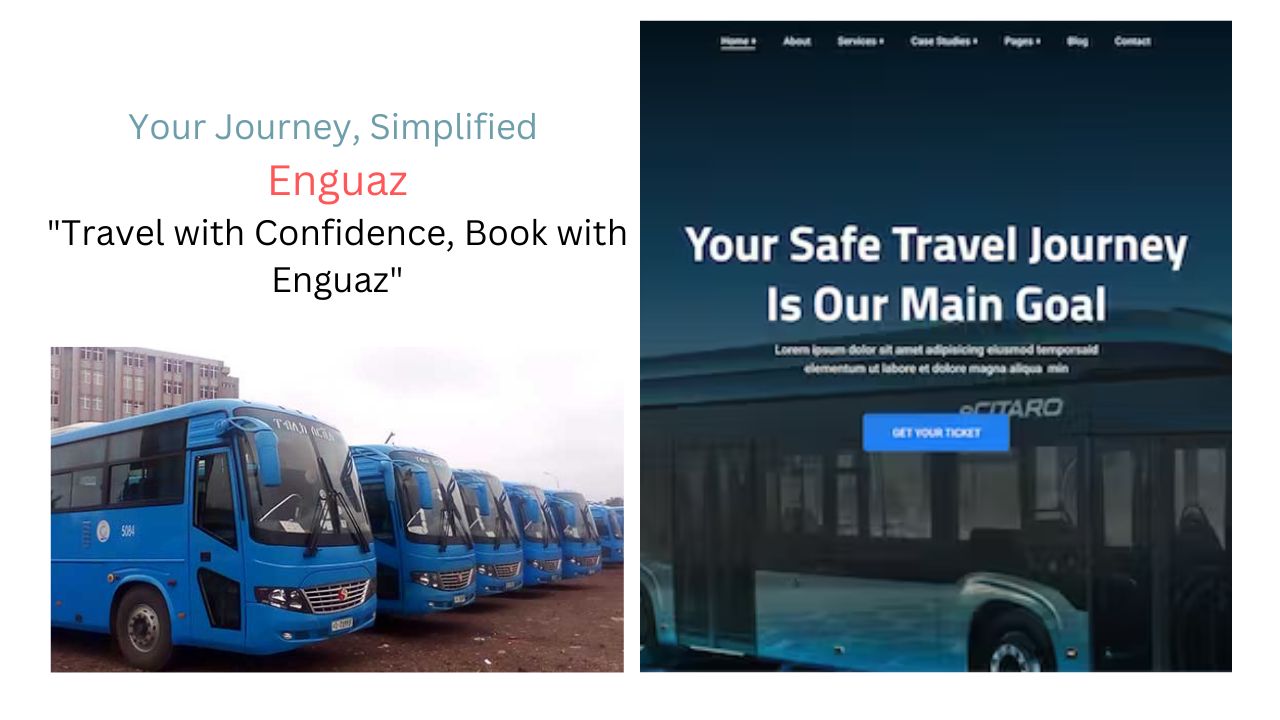 Your Journey, Simplified
Enguaz
"Travel with Confidence, Book with
Enguaz"
5084
Home +
About
Services +
Case Studies +
Pages +
Blog
Contact
Your Safe Travel Journey
Is Our Main Goal
Lorem ipsum dolor sit amet adipisicing eiusmod temporsaid
elementum ut labore et dolore magna aliqua min
eCITARO
GET YOUR TICKET